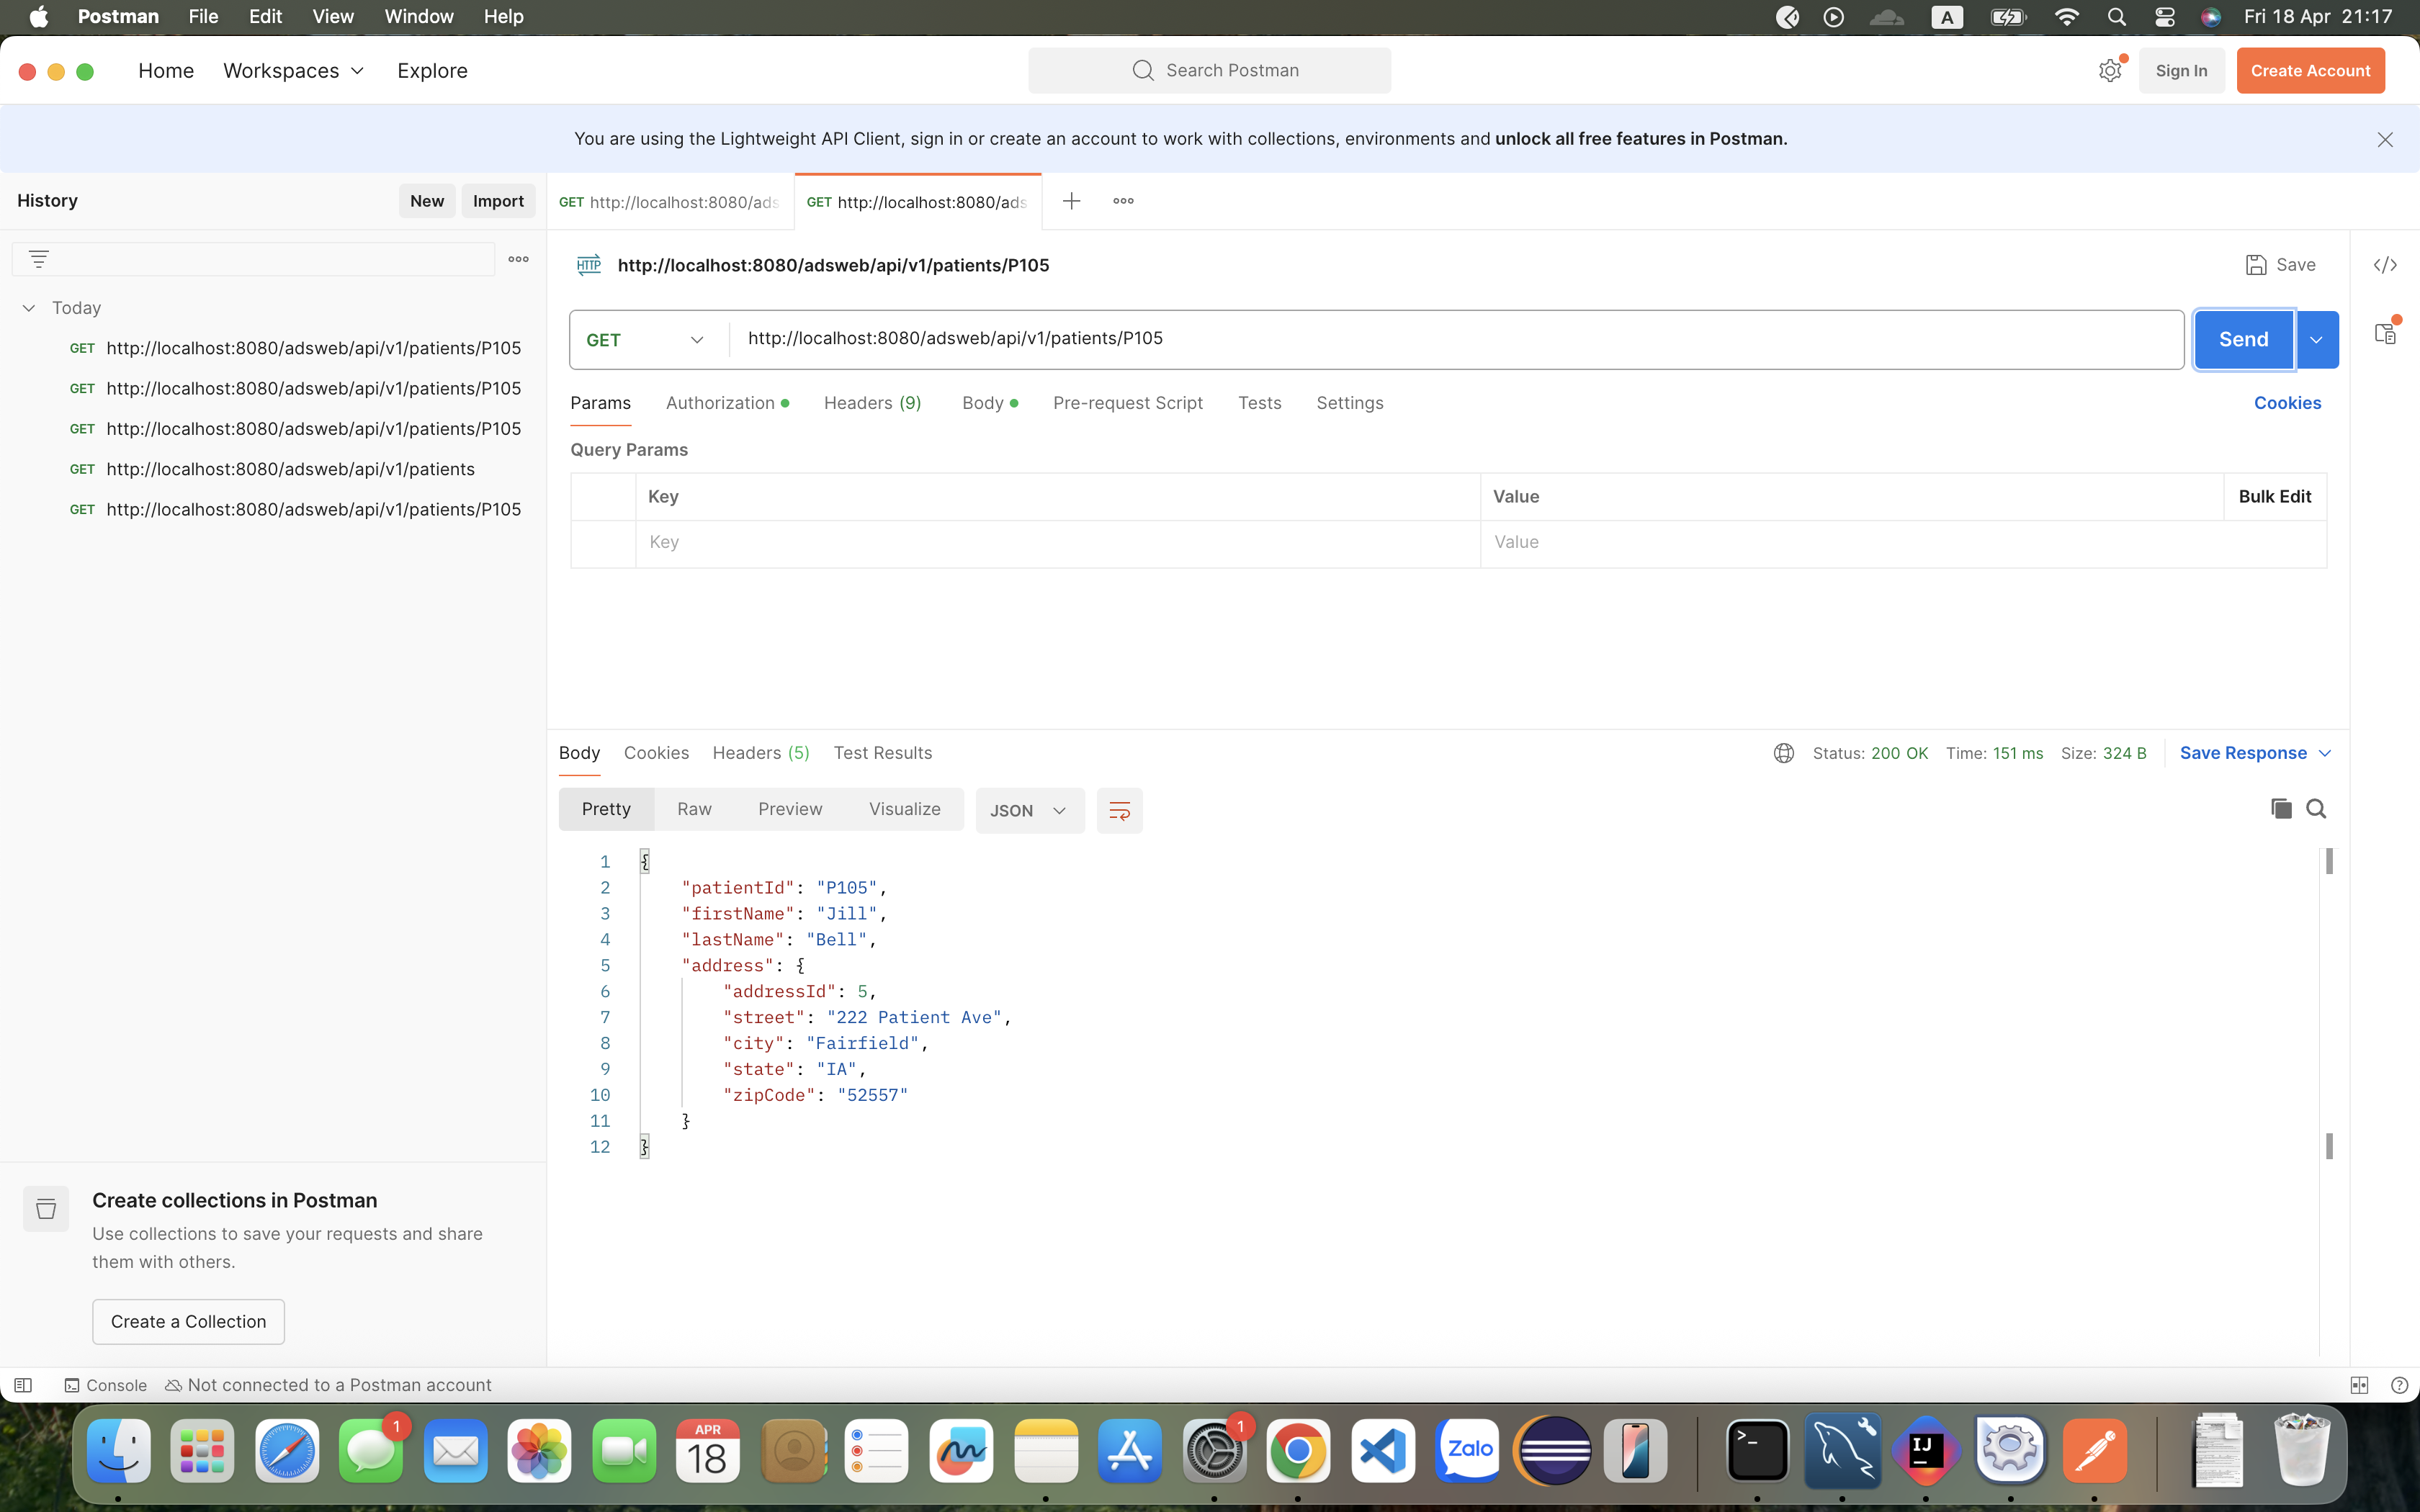 Postman File Edit View Window Help A Fri 18 Apr 21:17
Home Workspaces Explore Search Postman Sign In Create Account
You are using the Lightweight API Client, sign in or create an account to work with collections, environments and unlock all free features in Postman.
History New Import
GET http://localhost:8080/ads GET http://localhost:8080/ads
Today
GET http://localhost:8080/adsweb/api/v1/patients/P105
GET http://localhost:8080/adsweb/api/v1/patients/P105
GET http://localhost:8080/adsweb/api/v1/patients/P105
GET http://localhost:8080/adsweb/api/v1/patients
GET http://localhost:8080/adsweb/api/v1/patients/P105
HTTP http://localhost:8080/adsweb/api/v1/patients/P105 Save
GET http://localhost:8080/adsweb/api/v1/patients/P105 Send
Params Authorization Headers (9) Body Pre-request Script Tests Settings Cookies
Query Params
Key Value Bulk Edit
Key Value
Body Cookies Headers (5) Test Results Status: 200 OK Time: 151 ms Size: 324 B Save Response
Pretty Raw Preview Visualize JSON
1 {
2 "patientId": "P105",
3 "firstName": "Jill",
4 "lastName": "Bell",
5 "address": {
6 "addressId": 5,
7 "street": "222 Patient Ave",
8 "city": "Fairfield",
9 "state": "IA",
10 "zipCode": "52557"
11 }
12 }
Create collections in Postman
Use collections to save your requests and share
them with others.
Create a Collection
Console Not connected to a Postman account
1 APR 18 1 Zalo >_ IJ